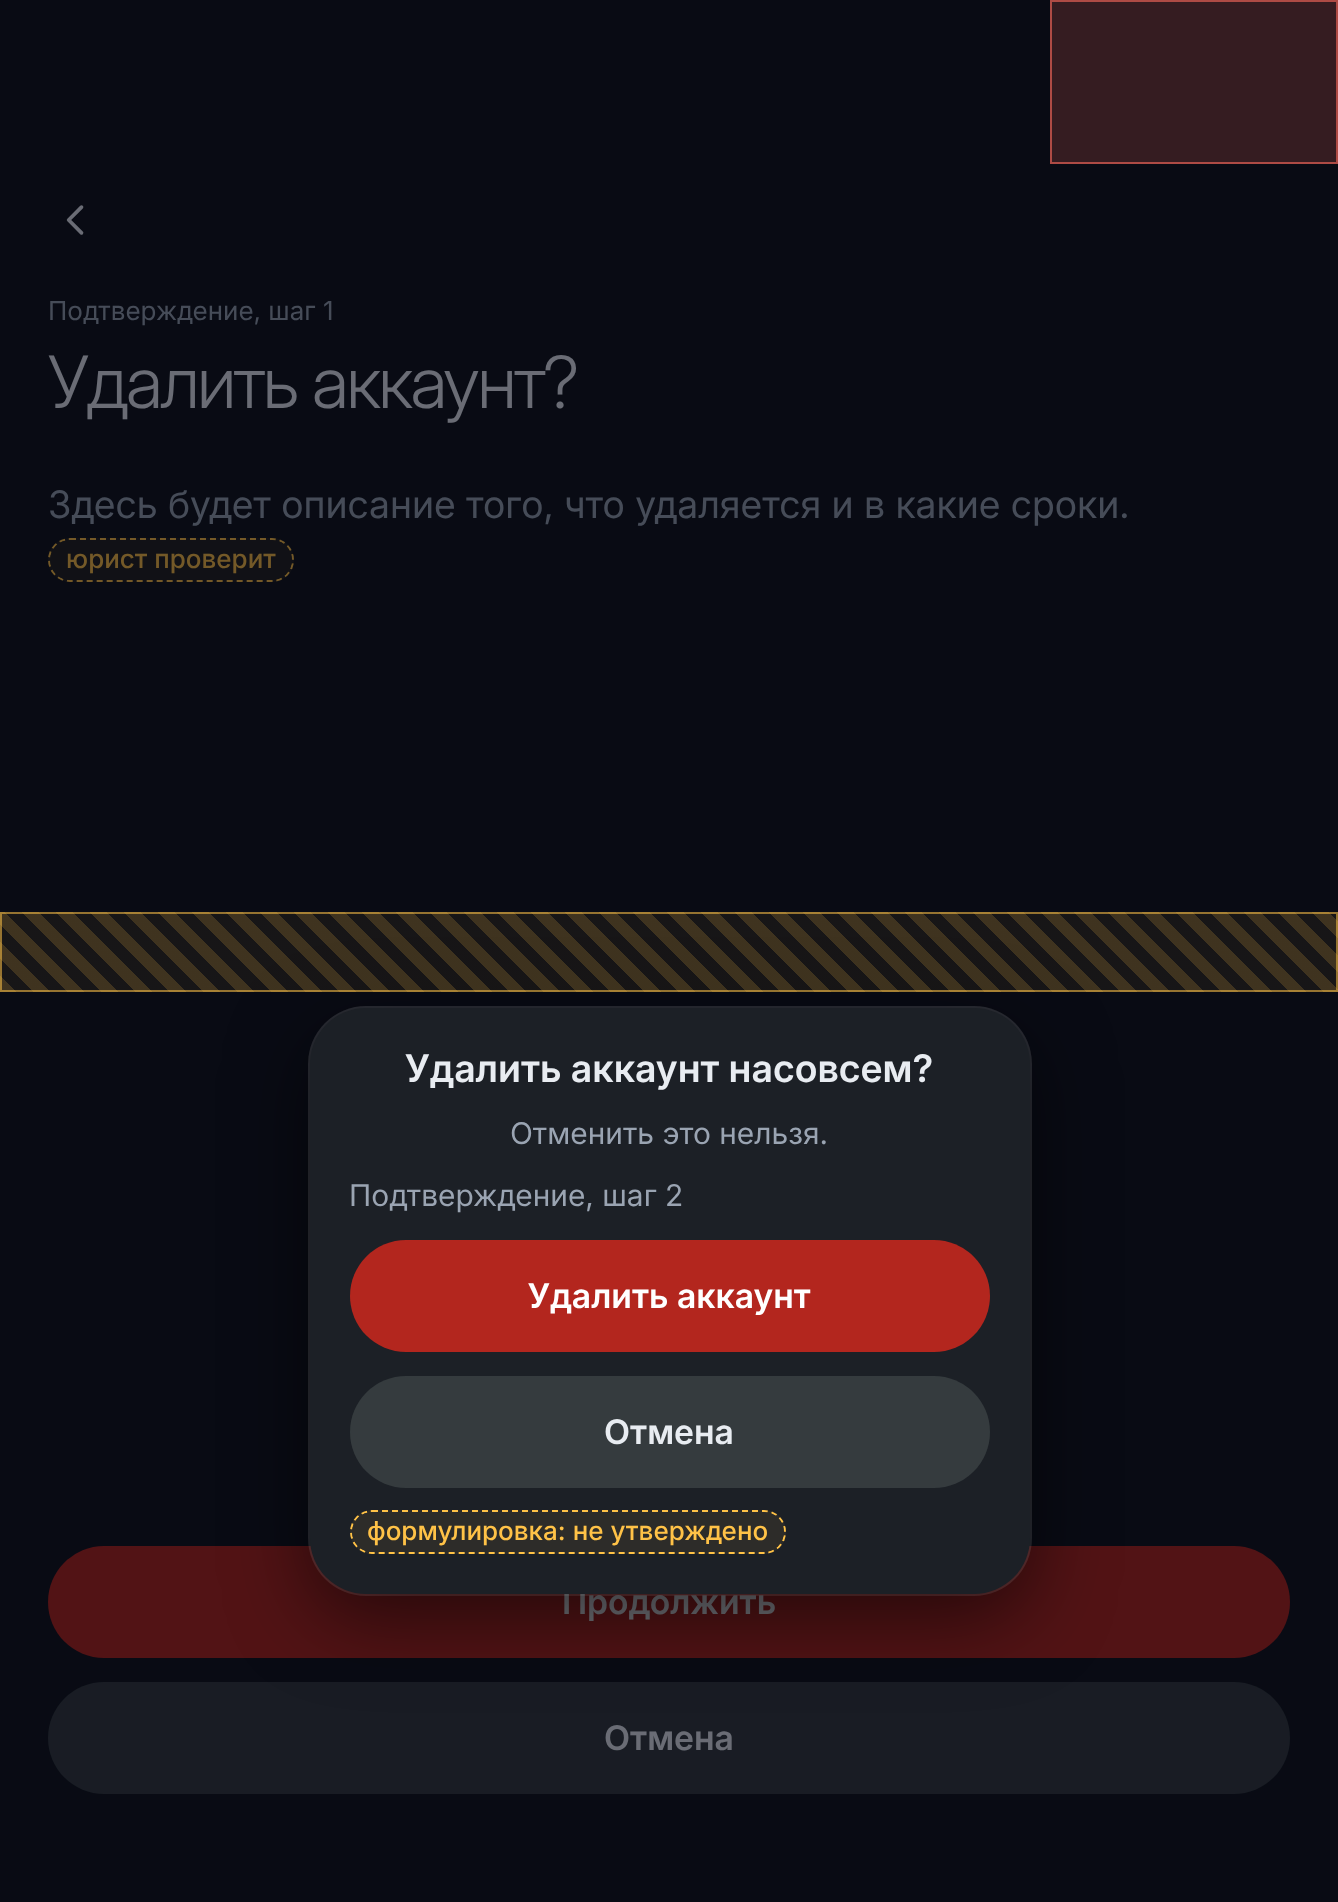 Подтверждение, шаг 1
Удалить аккаунт?
Здесь будет описание того, что удаляется и в какие сроки.
юрист проверит
Удалить аккаунт насовсем?
Отменить это нельзя.
Подтверждение, шаг 2
Удалить аккаунт
Отмена
формулировка: не утверждено
Продолжить
Отмена